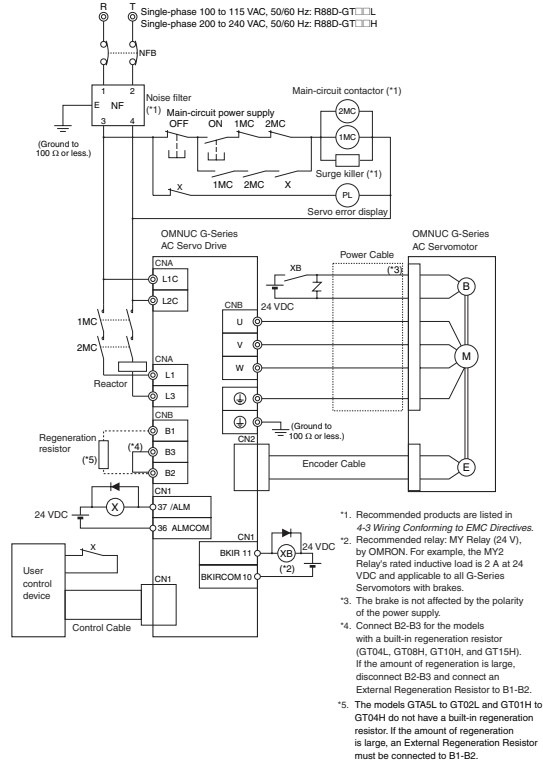 R T
Single-phase 100 to 115 VAC, 50/60 Hz: R88D-GT□□L
Single-phase 200 to 240 VAC, 50/60 Hz: R88D-GT□□H
NFB
1 2
E NF
3 4
Noise filter
(*1)
(Ground to
100 Ω or less.)
Main-circuit power supply
OFF ON 1MC 2MC
Main-circuit contactor (*1)
2MC
1MC
Surge killer (*1)
1MC 2MC X
X
PL
Servo error display
OMNUC G-Series
AC Servo Drive
OMNUC G-Series
AC Servomotor
CNA
L1C
L2C
1MC
2MC
Reactor
CNA
L1
L3
CNB
B1
B3
B2
Regeneration
resistor
(*5)
(*4)
XB
24 VDC
Power Cable
(*3)
B
CNB
U
V
W
M
(Ground to
100 Ω or less.)
CN2
Encoder Cable
E
CN1
24 VDC
X
37 /ALM
36 ALMCOM
X
User
control
device
CN1
Control Cable
CN1
BKIR 11
BKIRCOM 10
XB
(*2)
24 VDC
*1. Recommended products are listed in
4-3 Wiring Conforming to EMC Directives.
*2. Recommended relay: MY Relay (24 V),
by OMRON. For example, the MY2
Relay's rated inductive load is 2 A at 24
VDC and applicable to all G-Series
Servomotors with brakes.
*3. The brake is not affected by the polarity
of the power supply.
*4. Connect B2-B3 for the models
with a built-in regeneration resistor
(GT04L, GT08H, GT10H, and GT15H).
If the amount of regeneration is large,
disconnect B2-B3 and connect an
External Regeneration Resistor to B1-B2.
*5. The models GTA5L to GT02L and GT01H to
GT04H do not have a built-in regeneration
resistor. If the amount of regeneration
is large, an External Regeneration Resistor
must be connected to B1-B2.